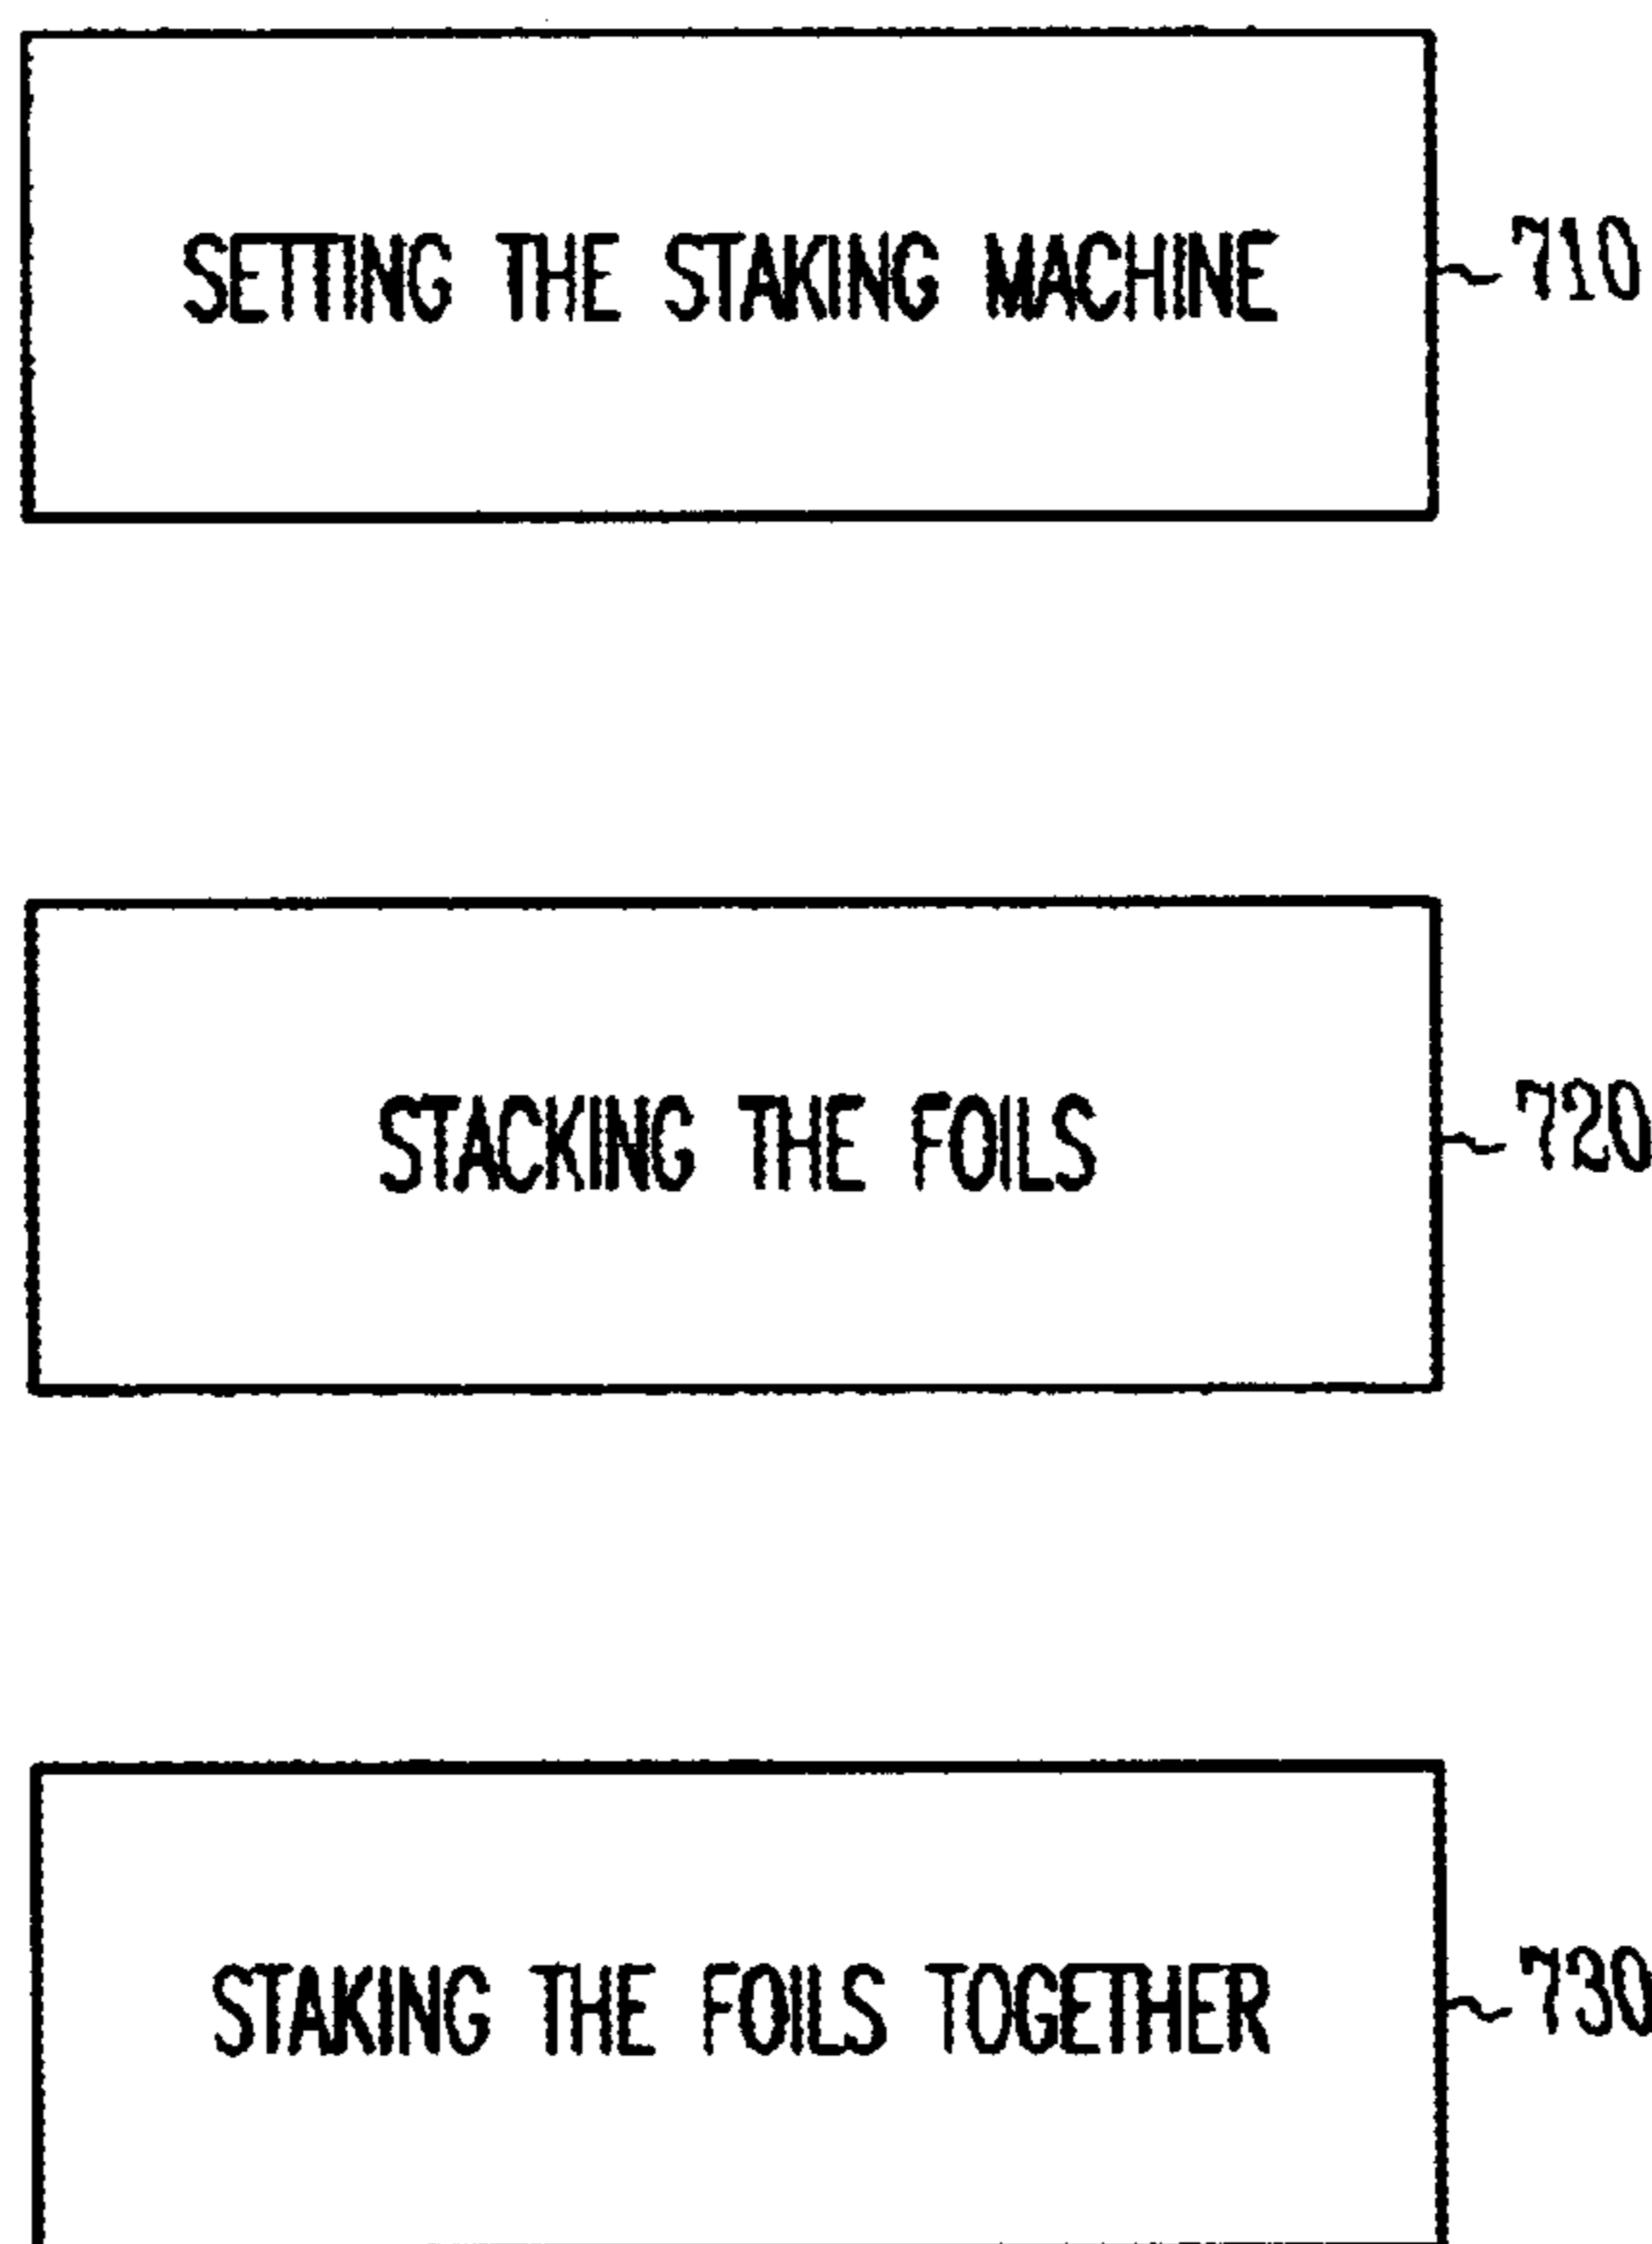 SETTING THE STAKING MACHINE 710
STACKING THE FOILS 720
STAKING THE FOILS TOGETHER 730